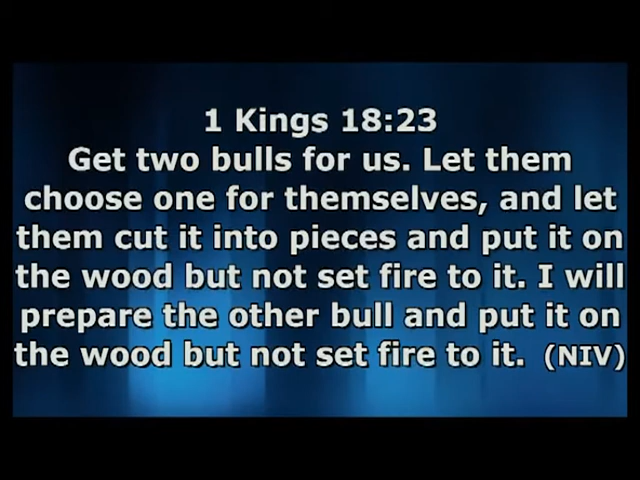 1 Kings 18:23
Get two bulls for us. Let them
choose one for themselves, and let
them cut it into pieces and put it on
the wood but not set fire to it. I will
prepare the other bull and put it on
the wood but not set fire to it. (NIV)